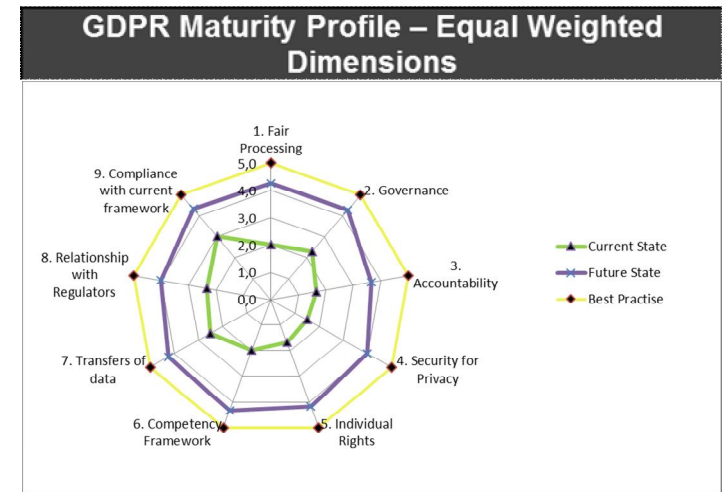 GDPR Maturity Profile – Equal Weighted
Dimensions
1. Fair
Processing
5,0
4,0
3,0
2,0
1,0
0,0
2. Governance
3.
Accountability
4. Security for
Privacy
5. Individual
Rights
6. Competency
Framework
7. Transfers of
data
8. Relationship
with
Regulators
9. Compliance
with current
framework
Current State
Future State
Best Practise